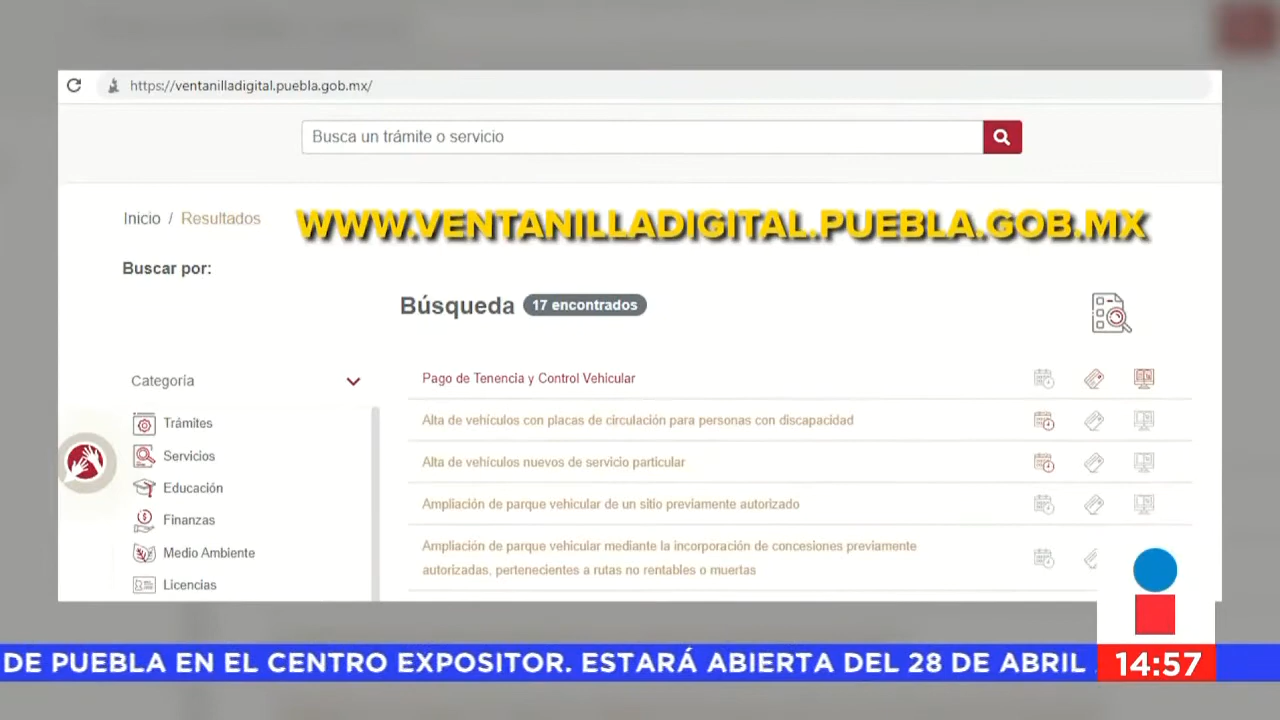 https://ventanilladigital.puebla.gob.mx/
Busca un trámite o servicio
Inicio / Resultados
WWW.VENTANILLADIGITAL.PUEBLA.GOB.MX
Buscar por:
Búsqueda 17 encontrados
Categoría
Trámites
Servicios
Educación
Finanzas
Medio Ambiente
Licencias
Pago de Tenencia y Control Vehicular
Alta de vehículos con placas de circulación para personas con discapacidad
Alta de vehículos nuevos de servicio particular
Ampliación de parque vehicular de un sitio previamente autorizado
Ampliación de parque vehicular mediante la incorporación de concesiones previamente
autorizadas, pertenecientes a rutas no rentables o muertas
DE PUEBLA EN EL CENTRO EXPOSITOR. ESTARÁ ABIERTA DEL 28 DE ABRIL
14:57